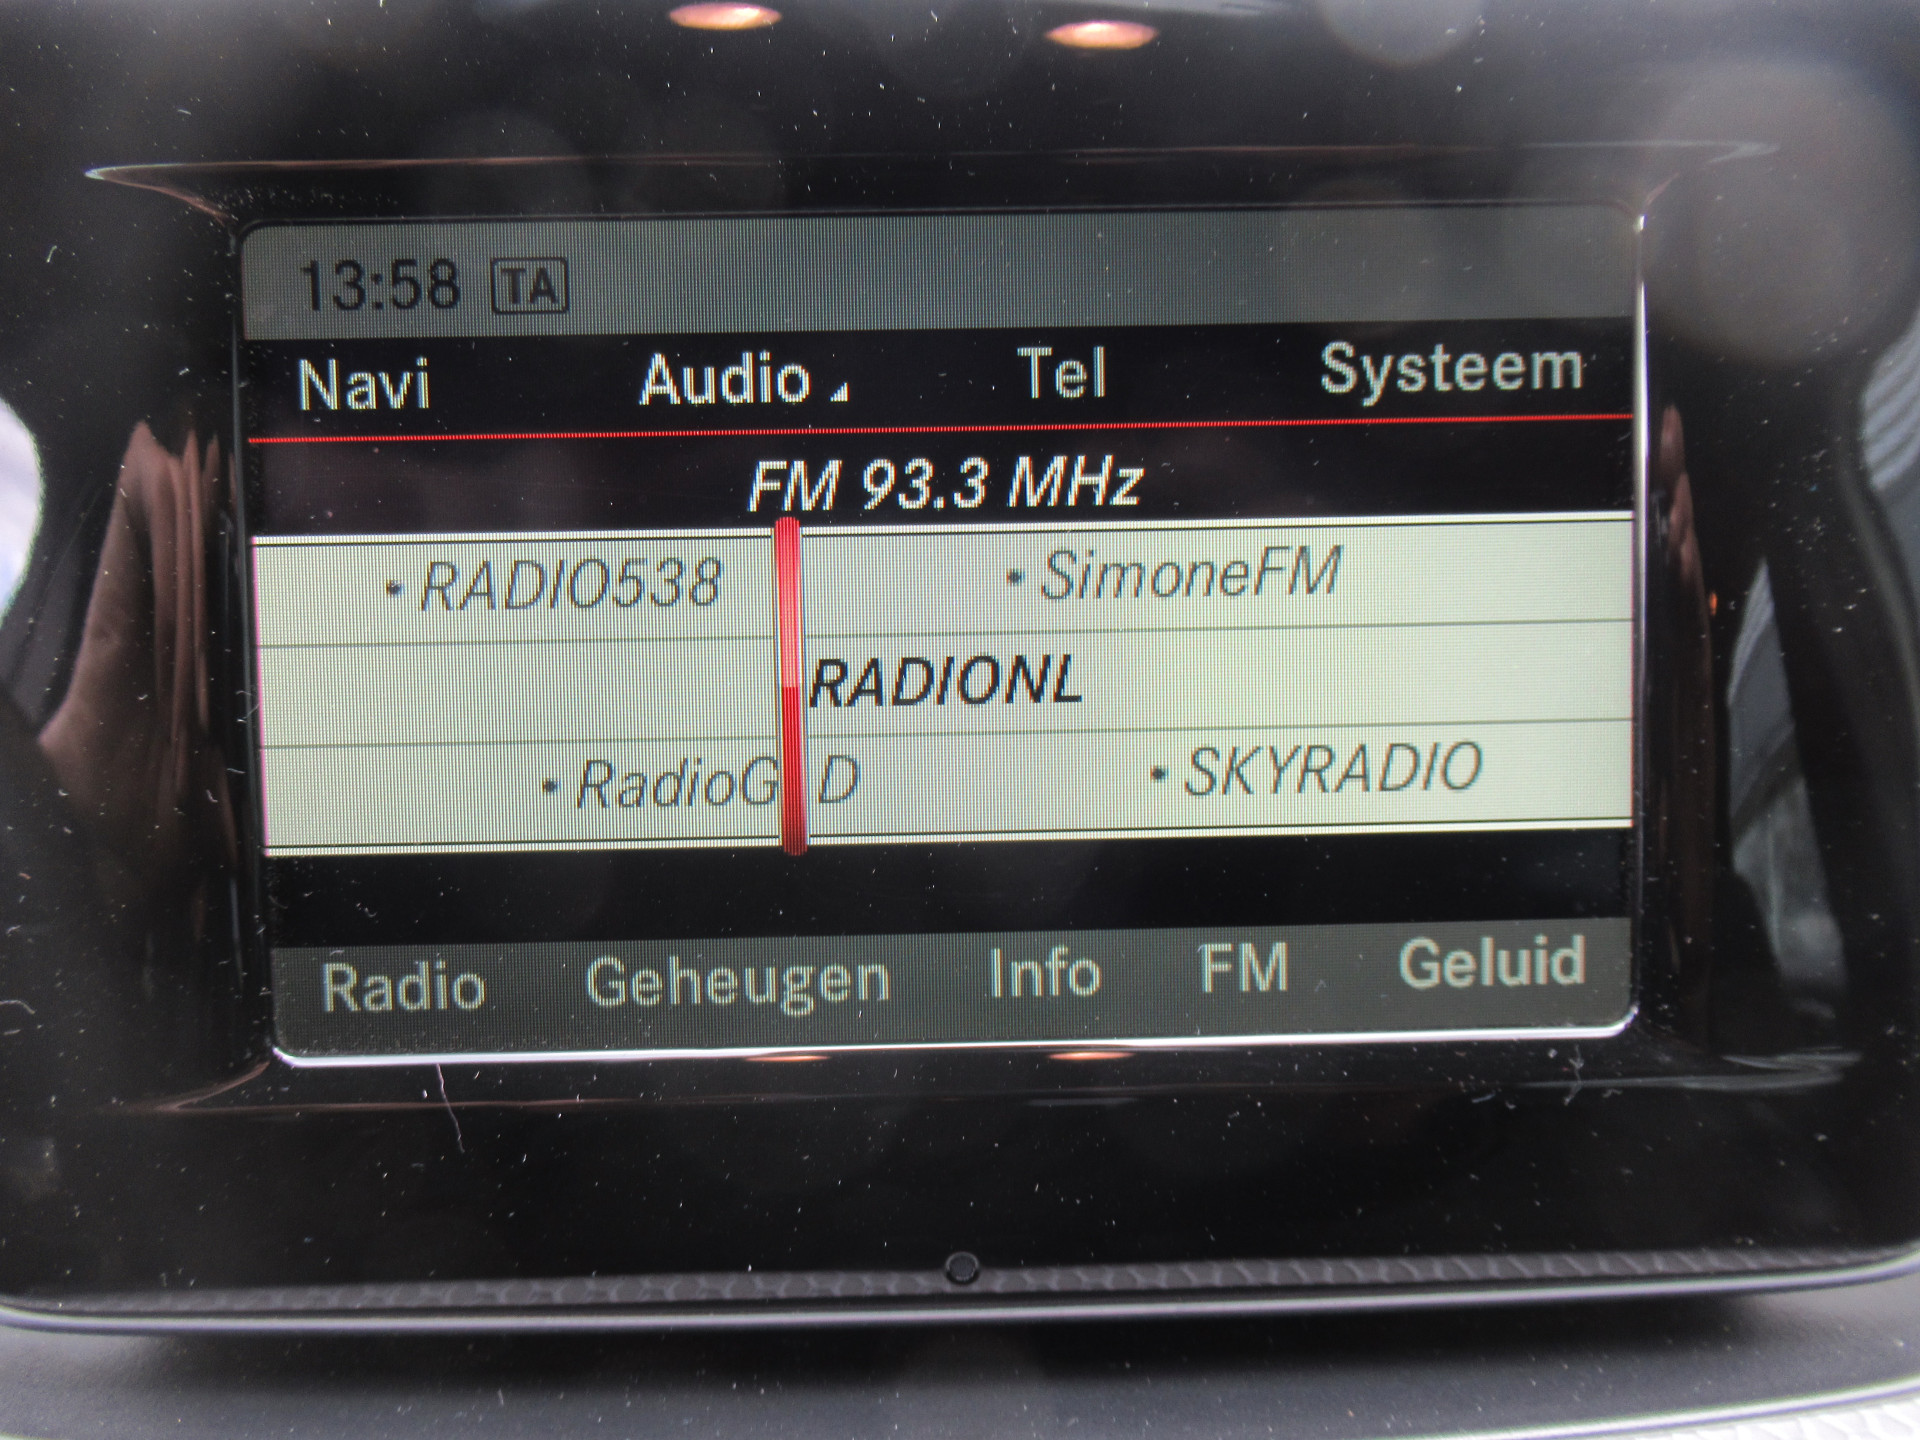 13:58 TA
Navi Audio Tel Systeem
FM 93.3 MHz
• RADIO538 • SimoneFM
RADIONL
• RadioG D • SKYRADIO
Radio Geheugen Info FM Geluid